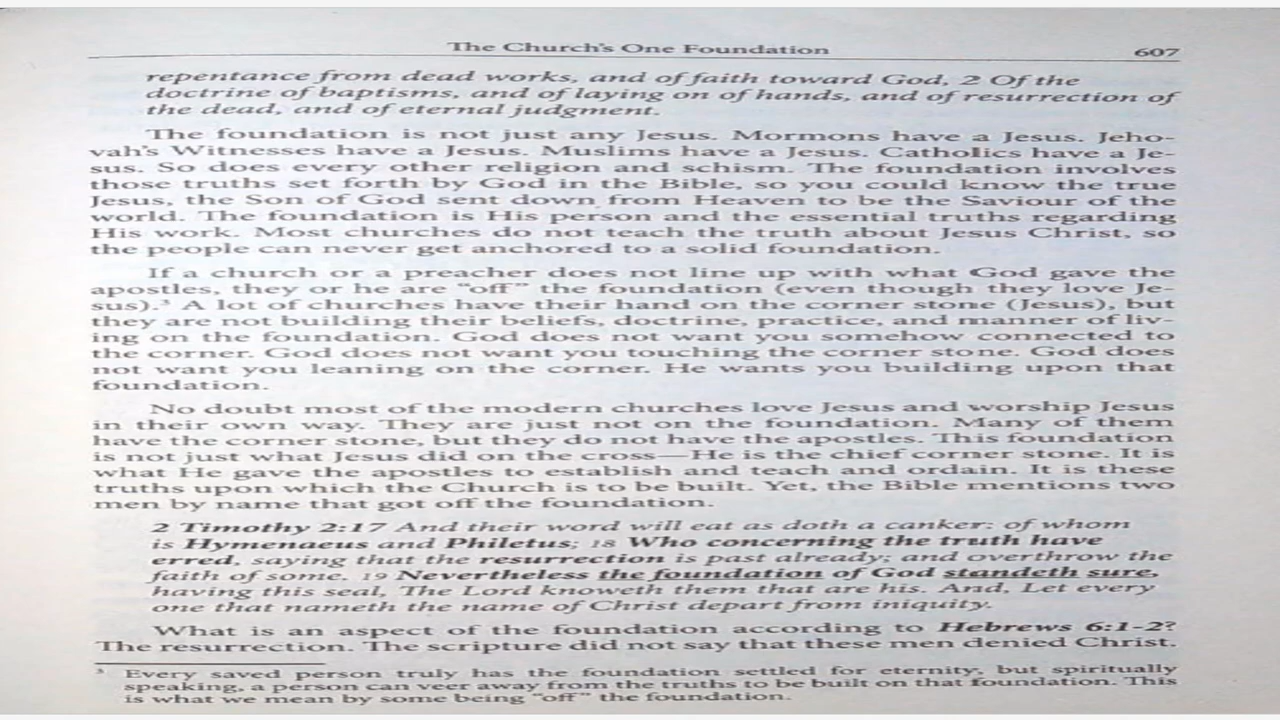 The Church's One Foundation 607
repentance from dead works, and of faith toward God, 2 Of the
doctrine of baptisms, and of laying on of hands, and of resurrection of
the dead, and of eternal judgment.
The foundation is not just any Jesus. Mormons have a Jesus. Jeho-
vah's Witnesses have a Jesus. Muslims have a Jesus. Catholics have a Je-
sus. So does every other religion and schism. The foundation involves
those truths set forth by God in the Bible, so you could know the true
Jesus, the Son of God sent down from Heaven to be the Saviour of the
world. The foundation is His person and the essential truths regarding
His work. Most churches do not teach the truth about Jesus Christ, so
the people can never get anchored to a solid foundation.
If a church or a preacher does not line up with what God gave the
apostles, they or he are "off" the foundation (even though they love Je-
sus).³ A lot of churches have their hand on the corner stone (Jesus), but
they are not building their beliefs, doctrine, practice, and manner of liv-
ing on the foundation. God does not want you somehow connected to
the corner. God does not want you touching the corner stone. God does
not want you leaning on the corner. He wants you building upon that
foundation.
No doubt most of the modern churches love Jesus and worship Jesus
in their own way. They are just not on the foundation. Many of them
have the corner stone, but they do not have the apostles. This foundation
is not just what Jesus did on the cross—He is the chief corner stone. It is
what He gave the apostles to establish and teach and ordain. It is these
truths upon which the Church is to be built. Yet, the Bible mentions two
men by name that got off the foundation.
2 Timothy 2:17 And their word will eat as doth a canker: of whom
is Hymenaeus and Philetus; 18 Who concerning the truth have
erred, saying that the resurrection is past already; and overthrow the
faith of some. 19 Nevertheless the foundation of God standeth sure,
having this seal, The Lord knoweth them that are his. And, Let every
one that nameth the name of Christ depart from iniquity.
What is an aspect of the foundation according to Hebrews 6:1-2?
The resurrection. The scripture did not say that these men denied Christ.
³ Every saved person truly has the foundation settled for eternity, but spiritually
speaking, a person can veer away from the truths to be built on that foundation. This
is what we mean by some being "off" the foundation.